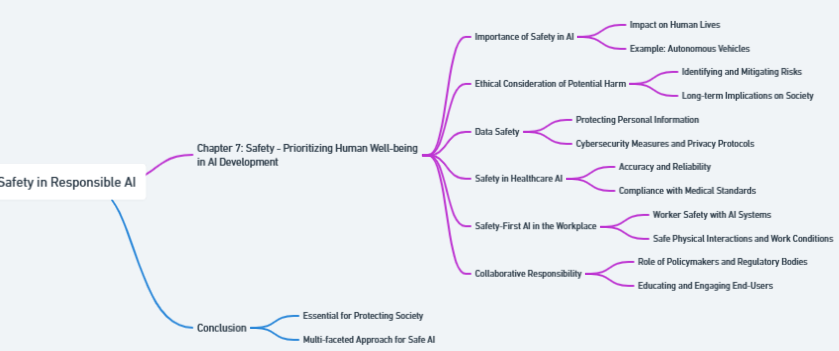 Safety in Responsible AI
Chapter 7: Safety - Prioritizing Human Well-being
in AI Development
Importance of Safety in AI
Impact on Human Lives
Example: Autonomous Vehicles
Ethical Consideration of Potential Harm
Identifying and Mitigating Risks
Long-term Implications on Society
Data Safety
Protecting Personal Information
Cybersecurity Measures and Privacy Protocols
Safety in Healthcare AI
Accuracy and Reliability
Compliance with Medical Standards
Safety-First AI in the Workplace
Worker Safety with AI Systems
Safe Physical Interactions and Work Conditions
Collaborative Responsibility
Role of Policymakers and Regulatory Bodies
Educating and Engaging End-Users
Conclusion
Essential for Protecting Society
Multi-faceted Approach for Safe AI